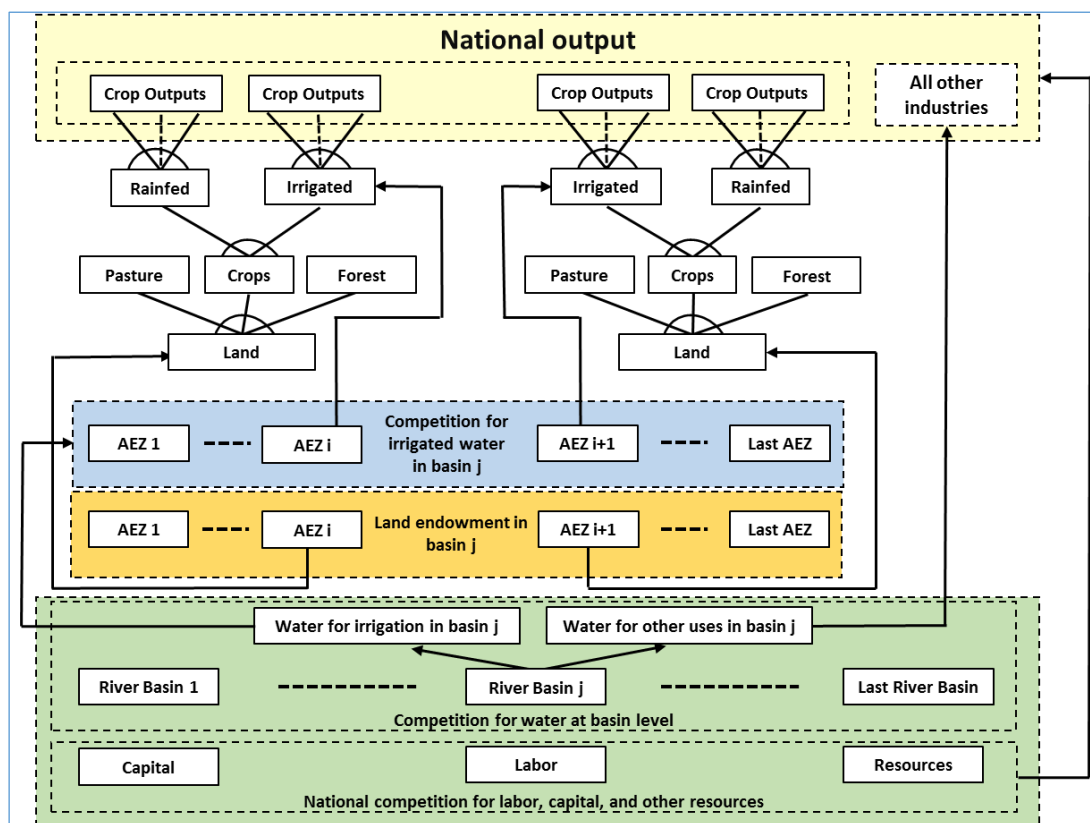 National output
Crop Outputs
Crop Outputs
Crop Outputs
Crop Outputs
All other
industries
Rainfed
Irrigated
Irrigated
Rainfed
Pasture
Crops
Forest
Pasture
Crops
Forest
Land
Land
AEZ 1
AEZ i
Competition for
irrigated water
in basin j
AEZ i+1
Last AEZ
AEZ 1
AEZ i
Land endowment in
basin j
AEZ i+1
Last AEZ
Water for irrigation in basin j
Water for other uses in basin j
River Basin 1
River Basin j
Last River Basin
Competition for water at basin level
Capital
Labor
Resources
National competition for labor, capital, and other resources